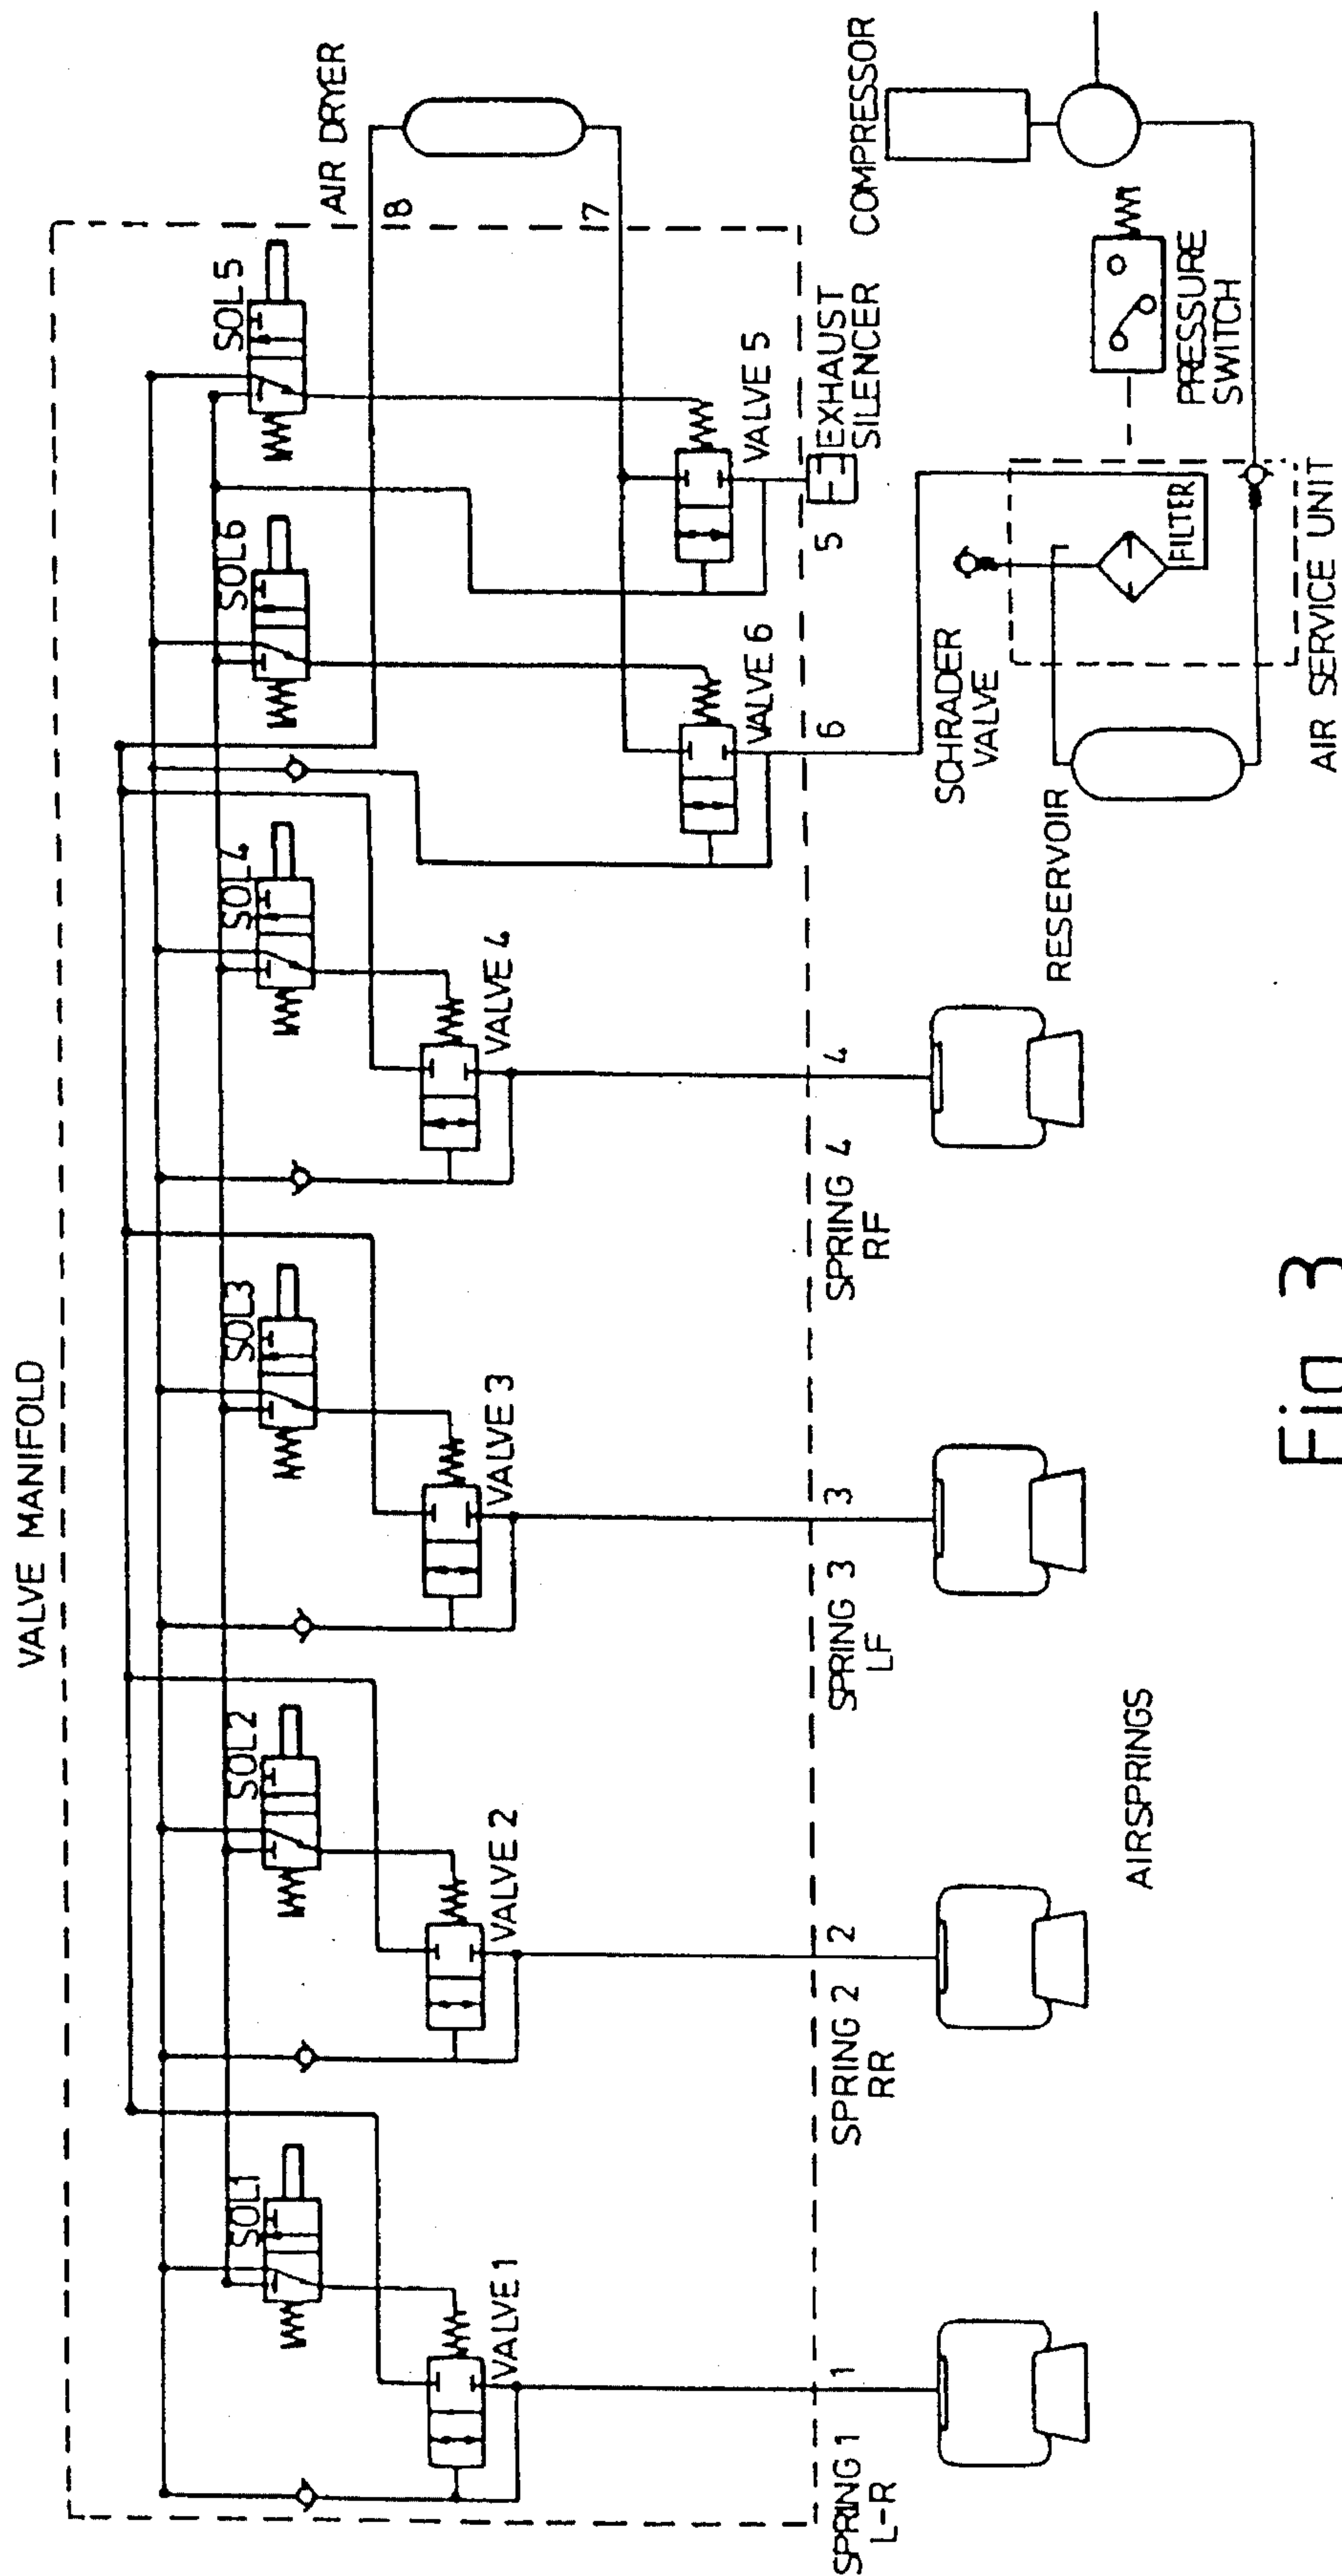 VALVE MANIFOLD
SOL1
SOL2
SOL3
SOL4
SOL6
SOL5
AIR DRYER
VALVE 1
VALVE 2
VALVE 3
VALVE 4
VALVE 6
VALVE 5
18
17
1
2
3
4
6
5
SPRING 1
L-R
SPRING 2
RR
SPRING 3
LF
SPRING 4
RF
EXHAUST
SILENCER
COMPRESSOR
SCHRADER
VALVE
RESERVOIR
FILTER
PRESSURE
SWITCH
AIR SERVICE UNIT
AIRSPRINGS
Fig 3